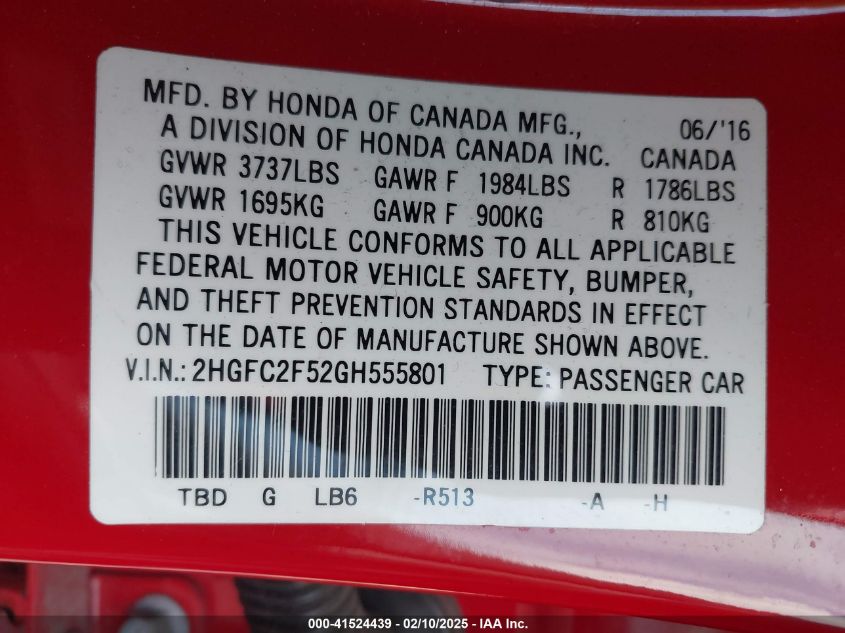 MFD. BY HONDA OF CANADA MFG., 06/'16
A DIVISION OF HONDA CANADA INC. CANADA
GVWR 3737LBS GAWR F 1984LBS R 1786LBS
GVWR 1695KG GAWR F 900KG R 810KG
THIS VEHICLE CONFORMS TO ALL APPLICABLE
FEDERAL MOTOR VEHICLE SAFETY, BUMPER,
AND THEFT PREVENTION STANDARDS IN EFFECT
ON THE DATE OF MANUFACTURE SHOWN ABOVE.
V.I.N.: 2HGFC2F52GH555801 TYPE: PASSENGER CAR
TBD G LB6 -R513 -A -H
000-41524439 - 02/10/2025 - IAA Inc.